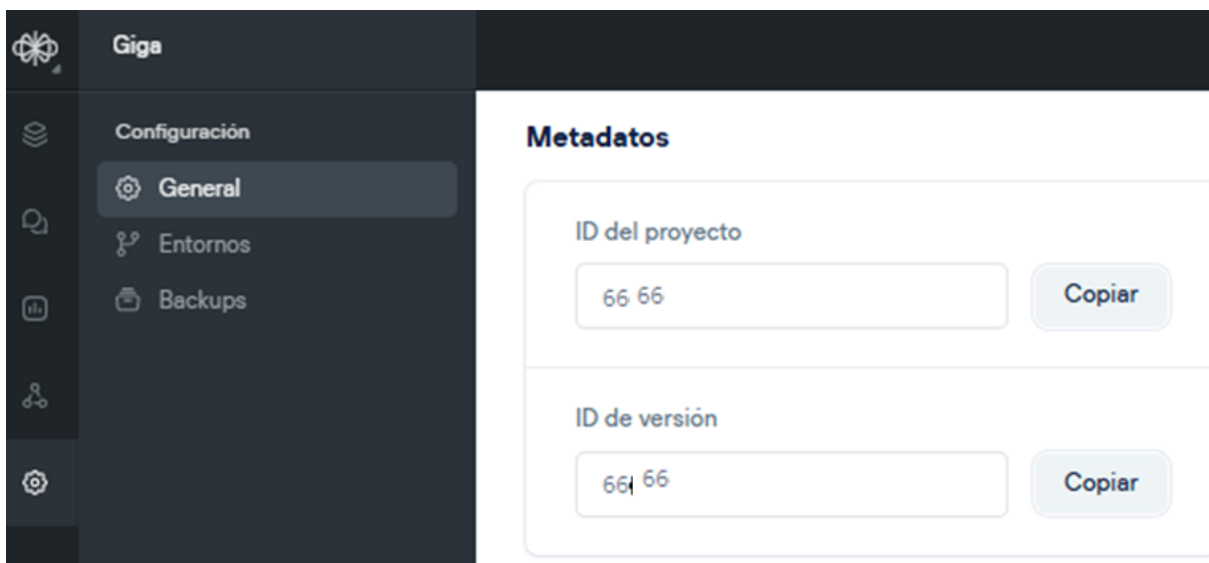 Giga
Configuración
General
Entornos
Backups
Metadatos
ID del proyecto
66 66
Copiar
ID de versión
66 66
Copiar